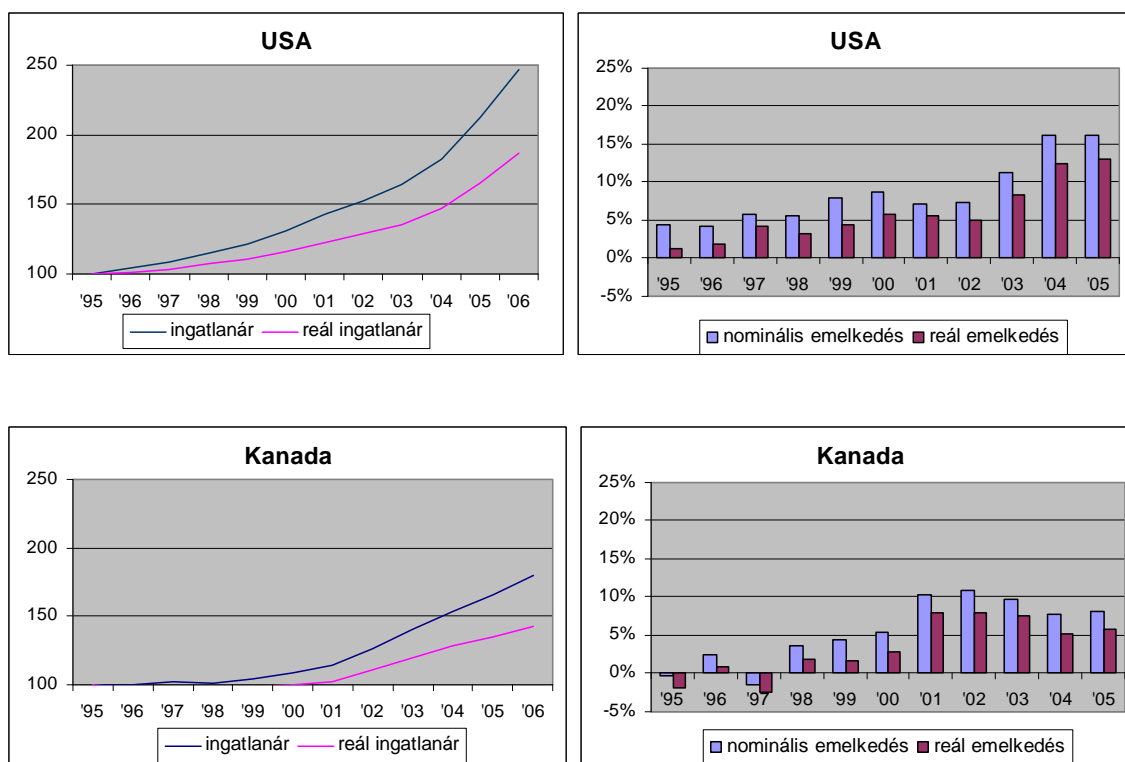 USA
250
200
150
100
'95 '96 '97 '98 '99 '00 '01 '02 '03 '04 '05 '06
ingatlanár reál ingatlanár
USA
25%
20%
15%
10%
5%
0%
-5%
'95 '96 '97 '98 '99 '00 '01 '02 '03 '04 '05
nominális emelkedés reál emelkedés
Kanada
250
200
150
100
'95 '96 '97 '98 '99 '00 '01 '02 '03 '04 '05 '06
ingatlanár reál ingatlanár
Kanada
25%
20%
15%
10%
5%
0%
-5%
'95 '96 '97 '98 '99 '00 '01 '02 '03 '04 '05
nominális emelkedés reál emelkedés